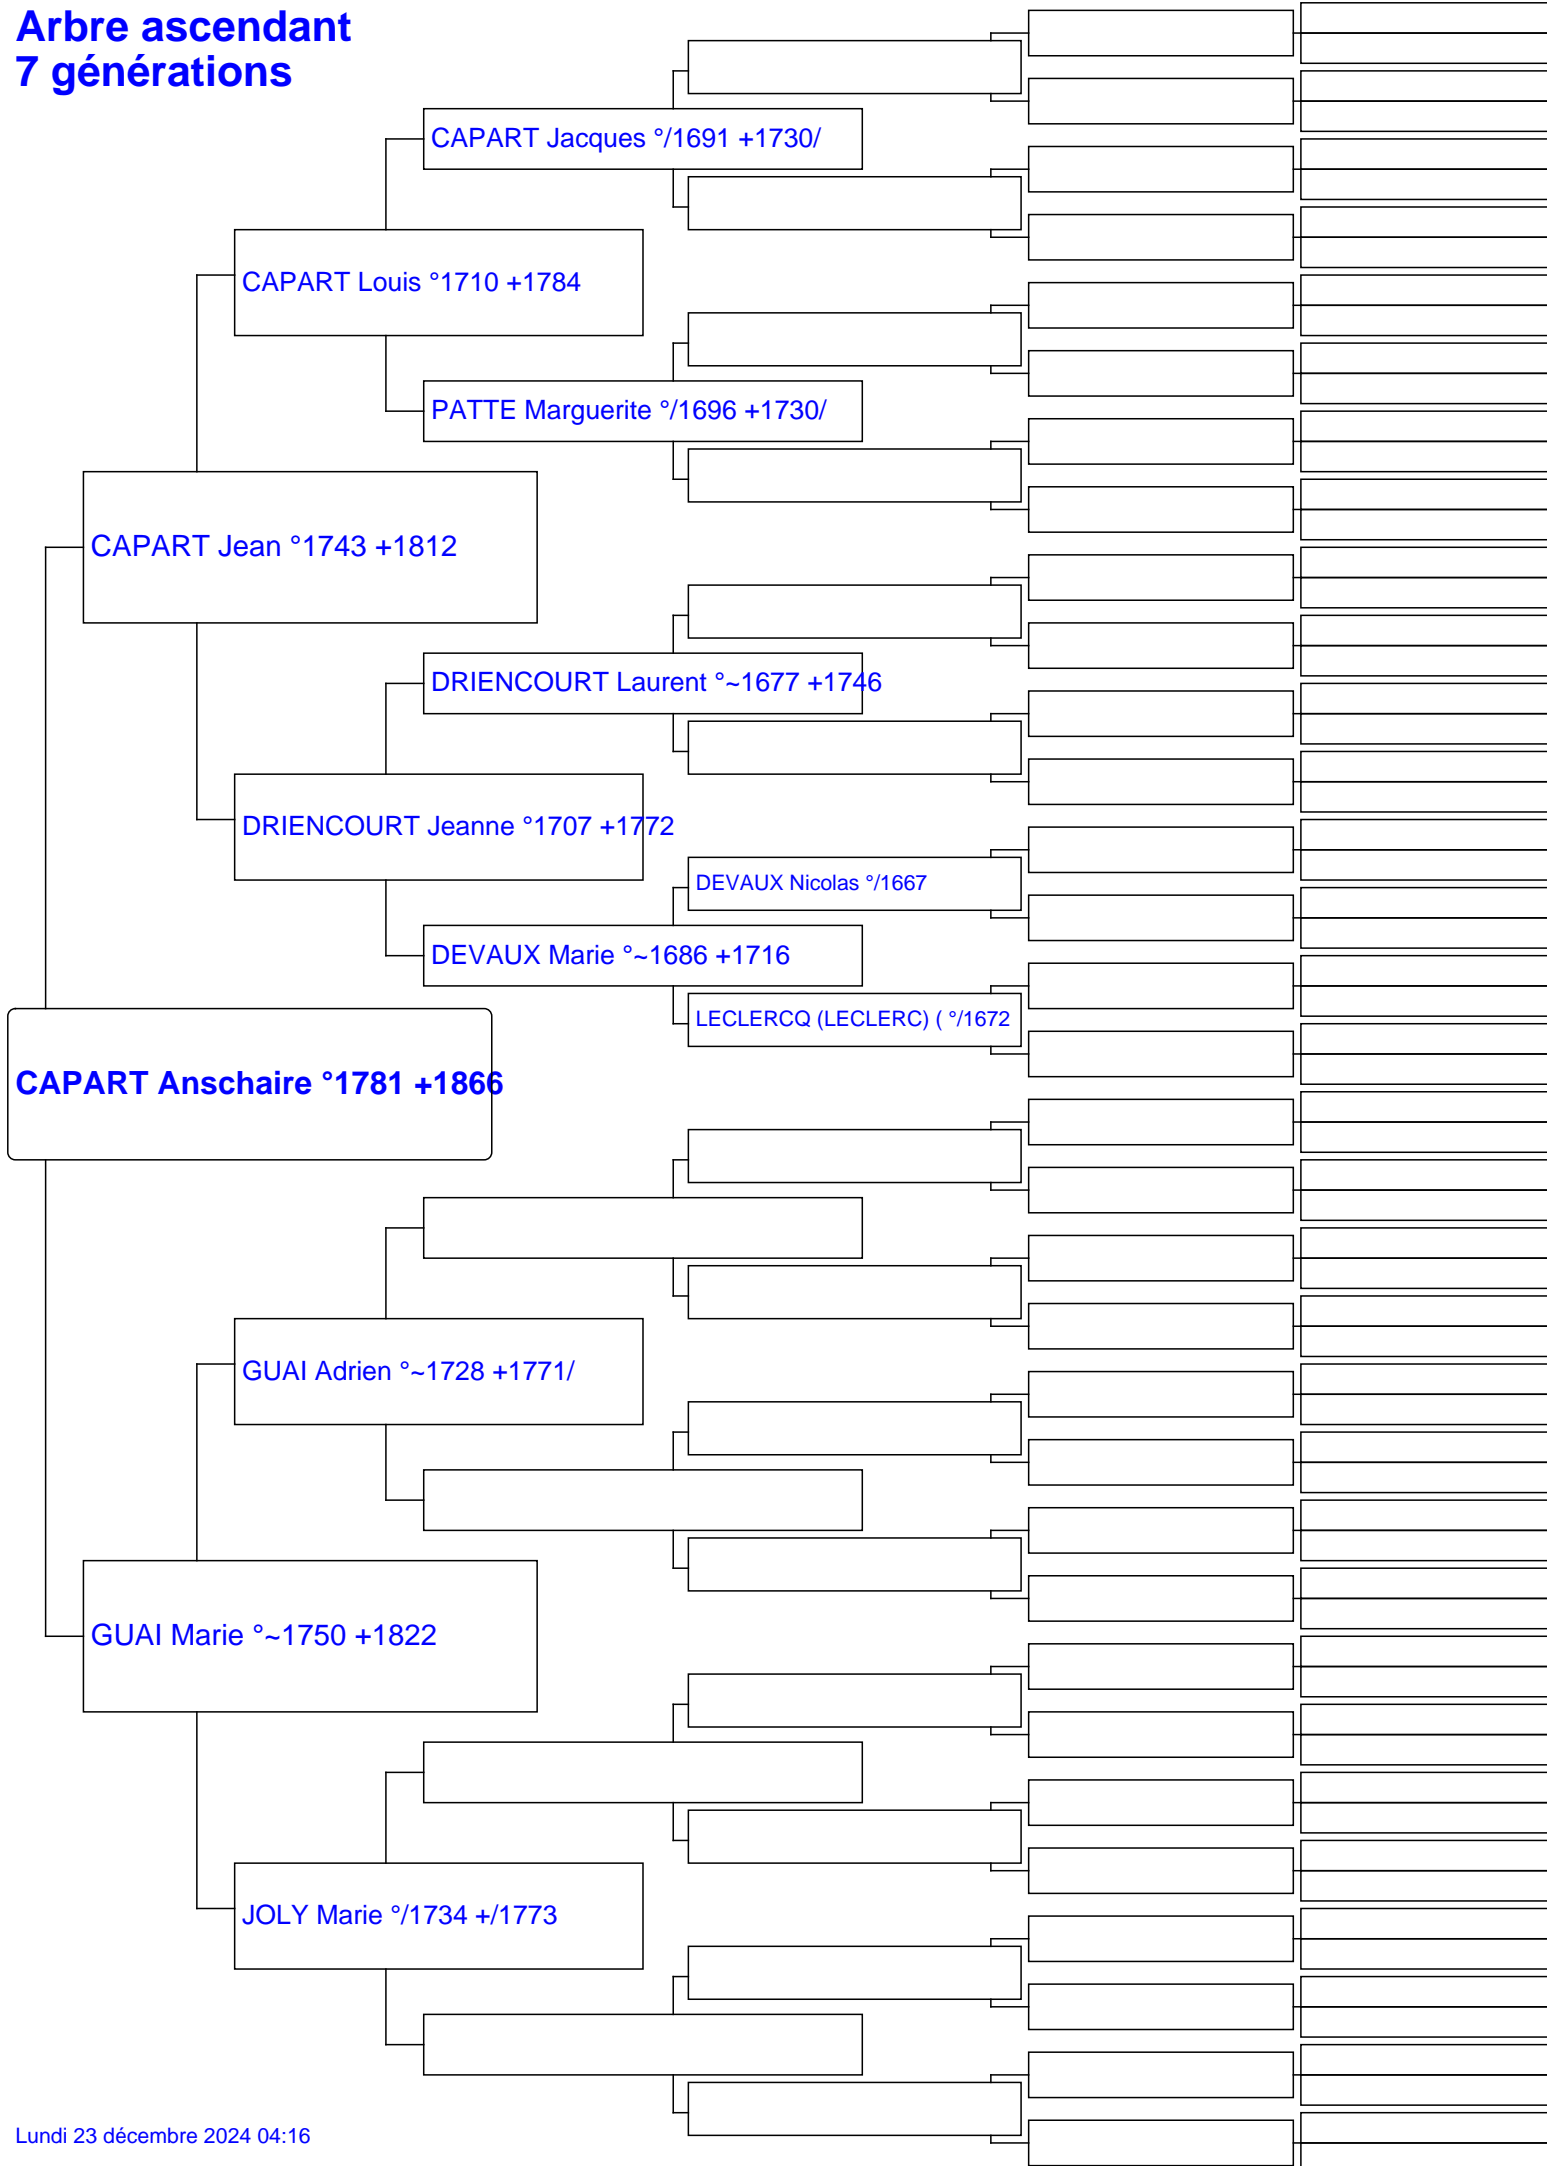 Arbre ascendant
7 générations
CAPART Jacques °/1691 +1730/
CAPART Louis °1710 +1784
PATTE Marguerite °/1696 +1730/
CAPART Jean °1743 +1812
DRIENCOURT Laurent °~1677 +1746
DRIENCOURT Jeanne °1707 +1772
DEVAUX Nicolas °/1667
DEVAUX Marie °~1686 +1716
LECLERCQ (LECLERC) ( °/1672
CAPART Anschaire °1781 +1866
GUAI Adrien °~1728 +1771/
GUAI Marie °~1750 +1822
JOLY Marie °/1734 +/1773
Lundi 23 décembre 2024 04:16